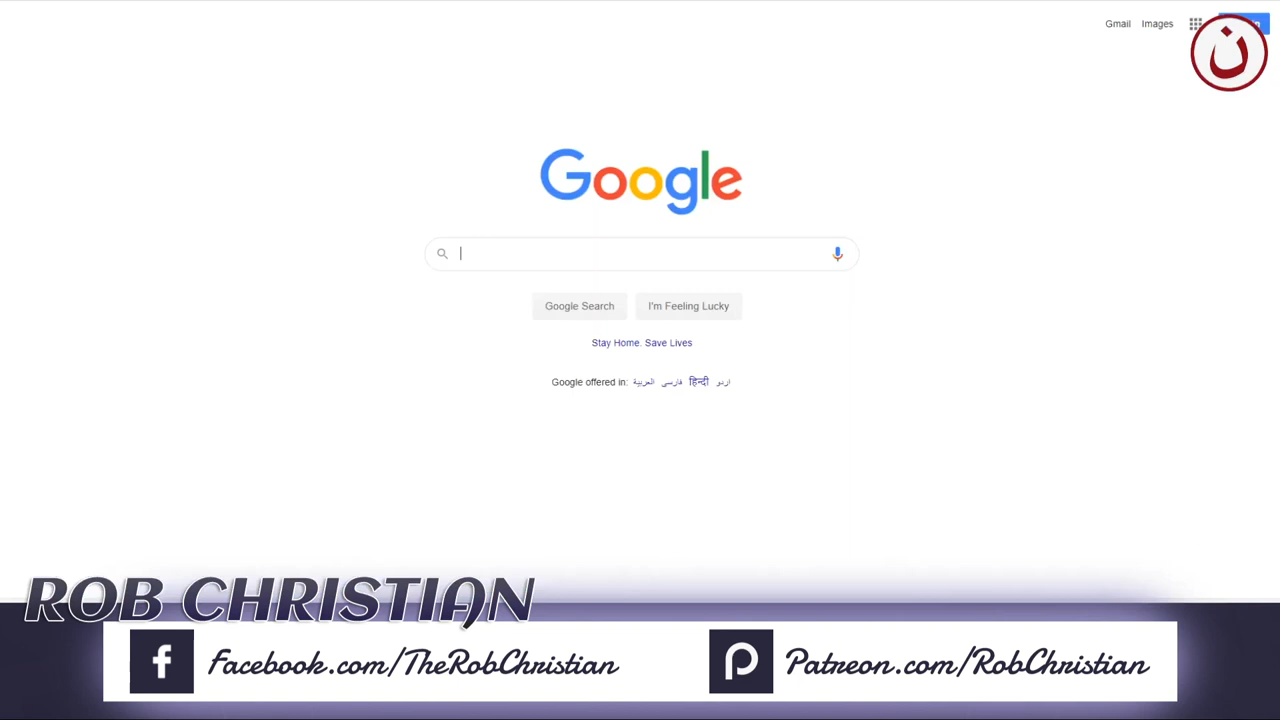 Gmail Images
ن
Google
Google Search I'm Feeling Lucky
Stay Home. Save Lives
Google offered in: العربية فارسی हिन्दी اردو
ROB CHRISTIAN
Facebook.com/TheRobChristian Patreon.com/RobChristian